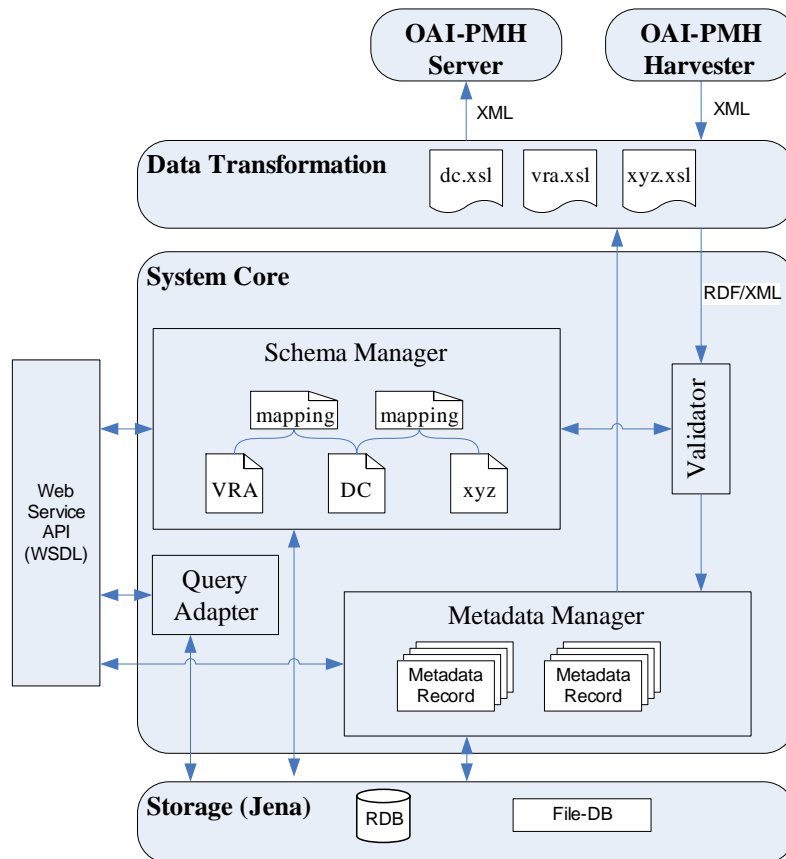 OAI-PMH
Server
OAI-PMH
Harvester
XML
XML
Data Transformation
dc.xsl
vra.xsl
xyz.xsl
System Core
RDF/XML
Schema Manager
mapping
mapping
VRA
DC
xyz
Validator
Web
Service
API
(WSDL)
Query
Adapter
Metadata Manager
Metadata
Record
Metadata
Record
Storage (Jena)
RDB
File-DB